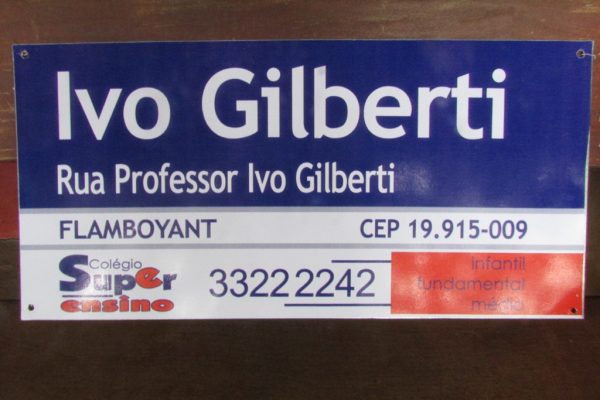 Ivo Gilberti
Rua Professor Ivo Gilberti
FLAMBOYANT CEP 19.915-009
Colégio
Super
ensino
3322 2242
infantil
fundamental
médio